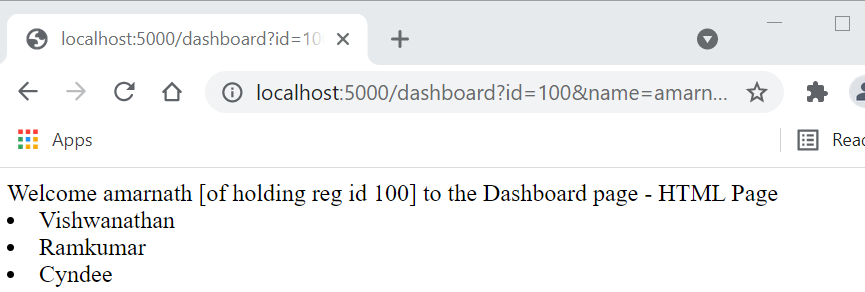 localhost:5000/dashboard?id=10
localhost:5000/dashboard?id=100&name=amarn...
Apps
Welcome amarnath [of holding reg id 100] to the Dashboard page - HTML Page
• Vishwanathan
• Ramkumar
• Cyndee